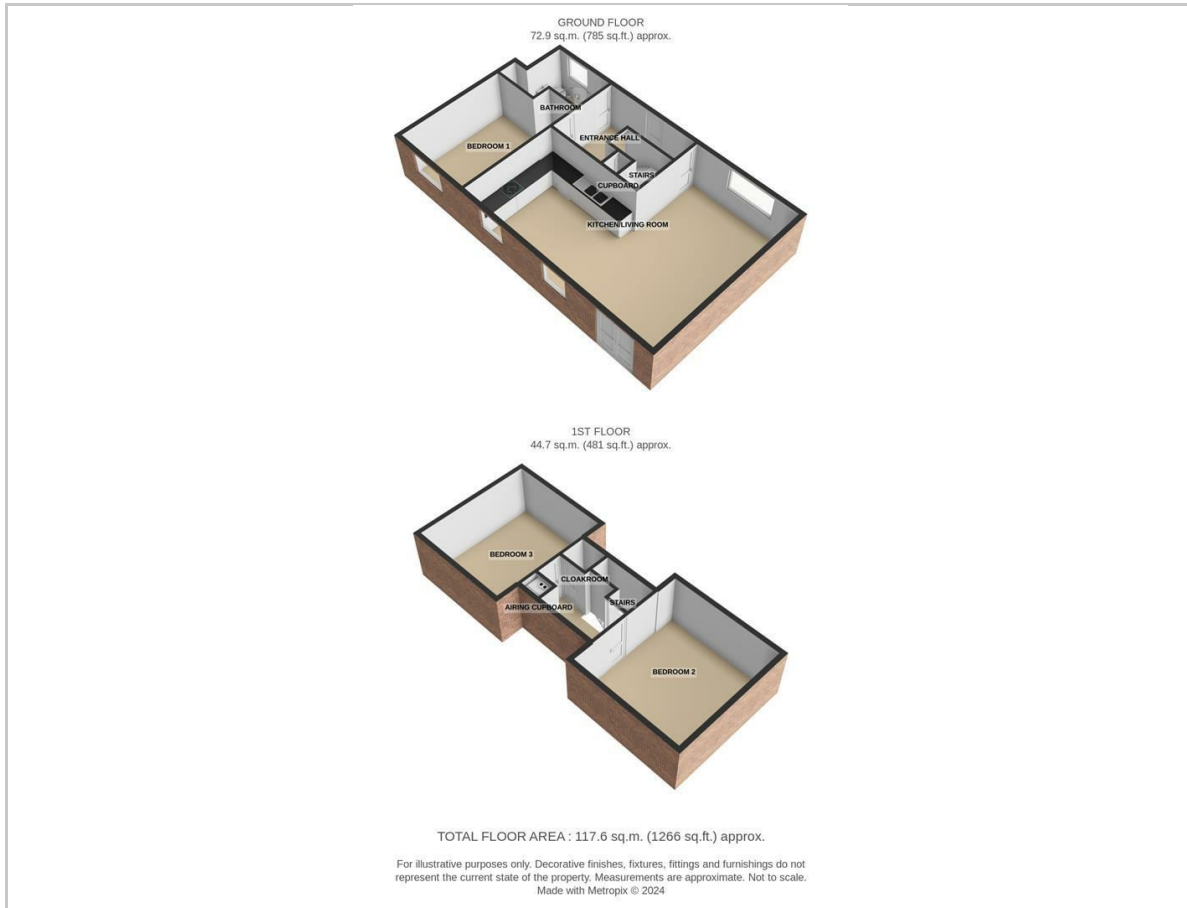 GROUND FLOOR
72.9 sq.m. (785 sq.ft.) approx.
BATHROOM
BEDROOM 1
ENTRANCE HALL
STAIRS
CUPBOARD
KITCHEN/LIVING ROOM
1ST FLOOR
44.7 sq.m. (481 sq.ft.) approx.
BEDROOM 3
CLOAKROOM
AIRING CUPBOARD
STAIRS
BEDROOM 2
TOTAL FLOOR AREA : 117.6 sq.m. (1266 sq.ft.) approx.
For illustrative purposes only. Decorative finishes, fixtures, fittings and furnishings do not
represent the current state of the property. Measurements are approximate. Not to scale.
Made with Metropix © 2024